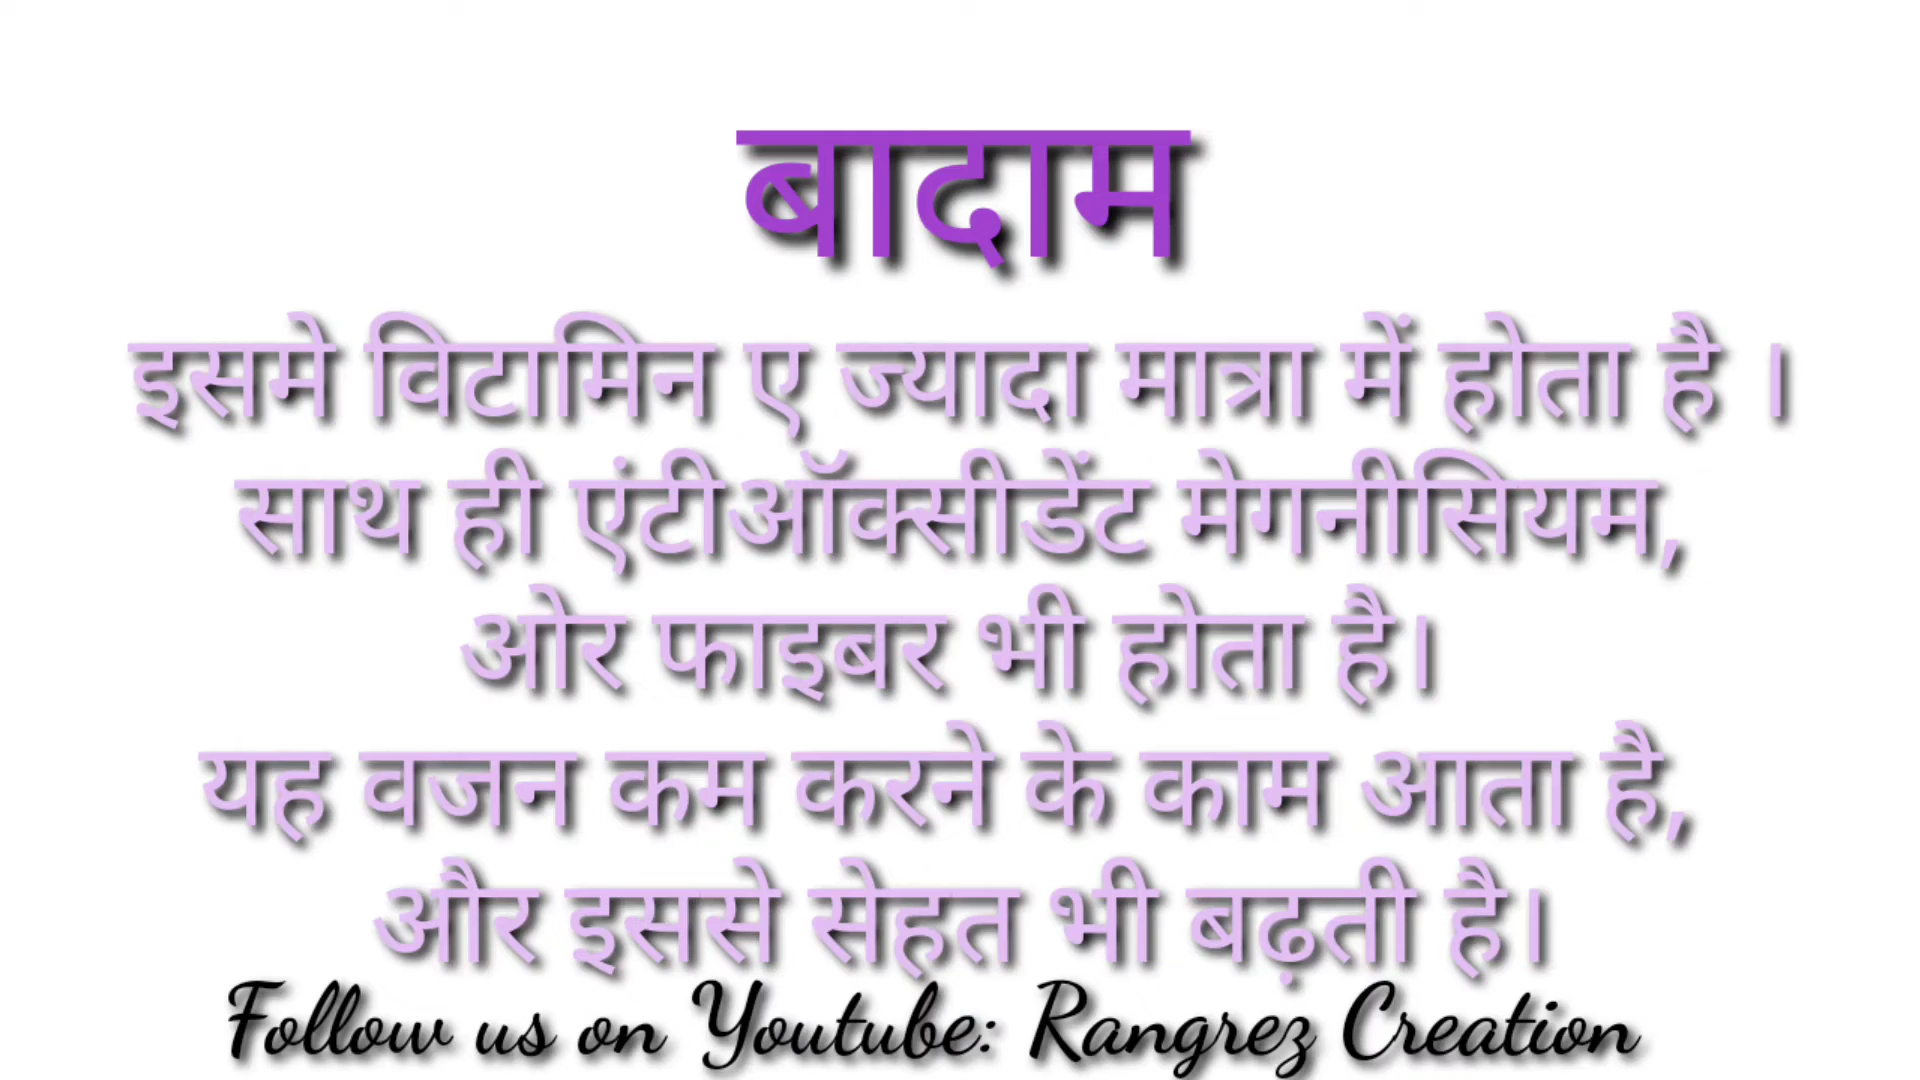 बादाम
इसमे विटामिन ए ज्यादा मात्रा में होता है ।
साथ ही एंटीऑक्सीडेंट मेगनीसियम,
ओर फाइबर भी होता है।
यह वजन कम करने के काम आता है,
और इससे सेहत भी बढ़ती है।
Follow us on Youtube: Rangrez Creation